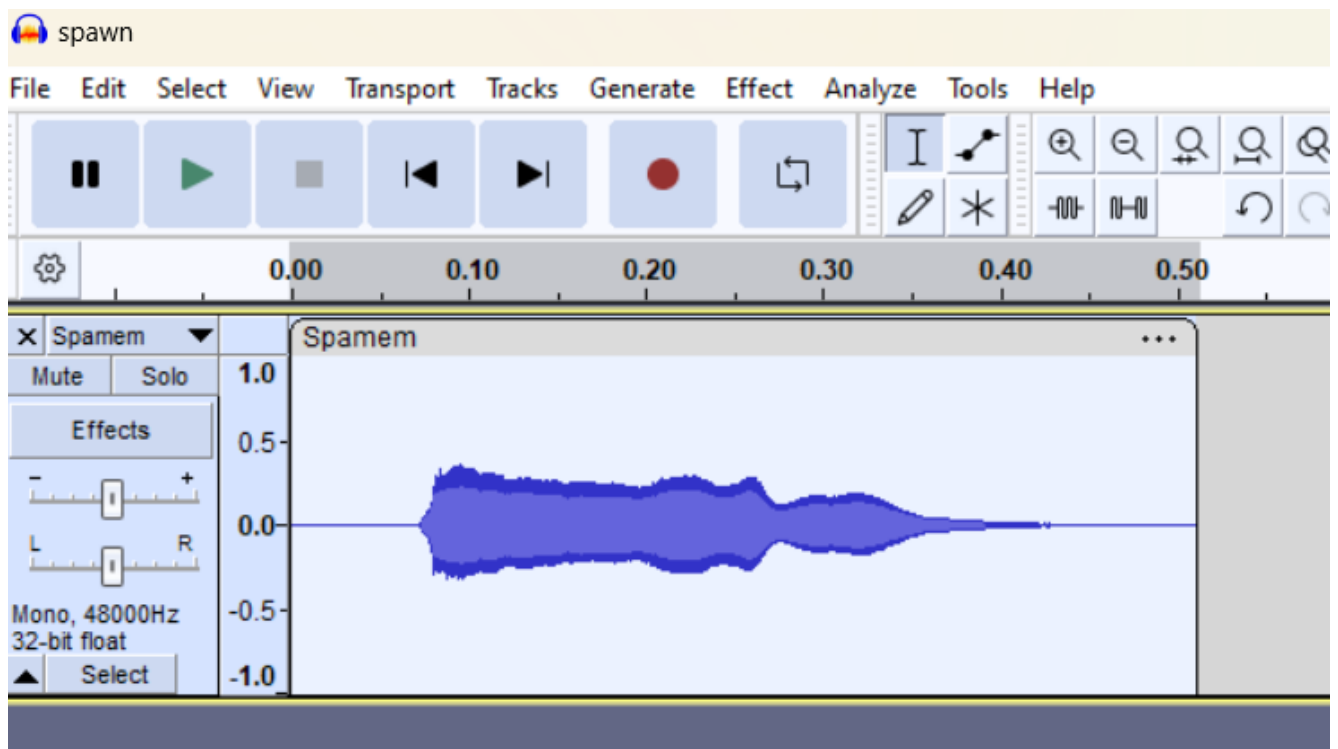 spawn
File Edit Select View Transport Tracks Generate Effect Analyze Tools Help
0.00 0.10 0.20 0.30 0.40 0.50
Spamem
Spamem
...
Mute Solo
1.0
Effects
0.5
- +
0.0
L R
Mono, 48000Hz
-0.5
32-bit float
Select
-1.0